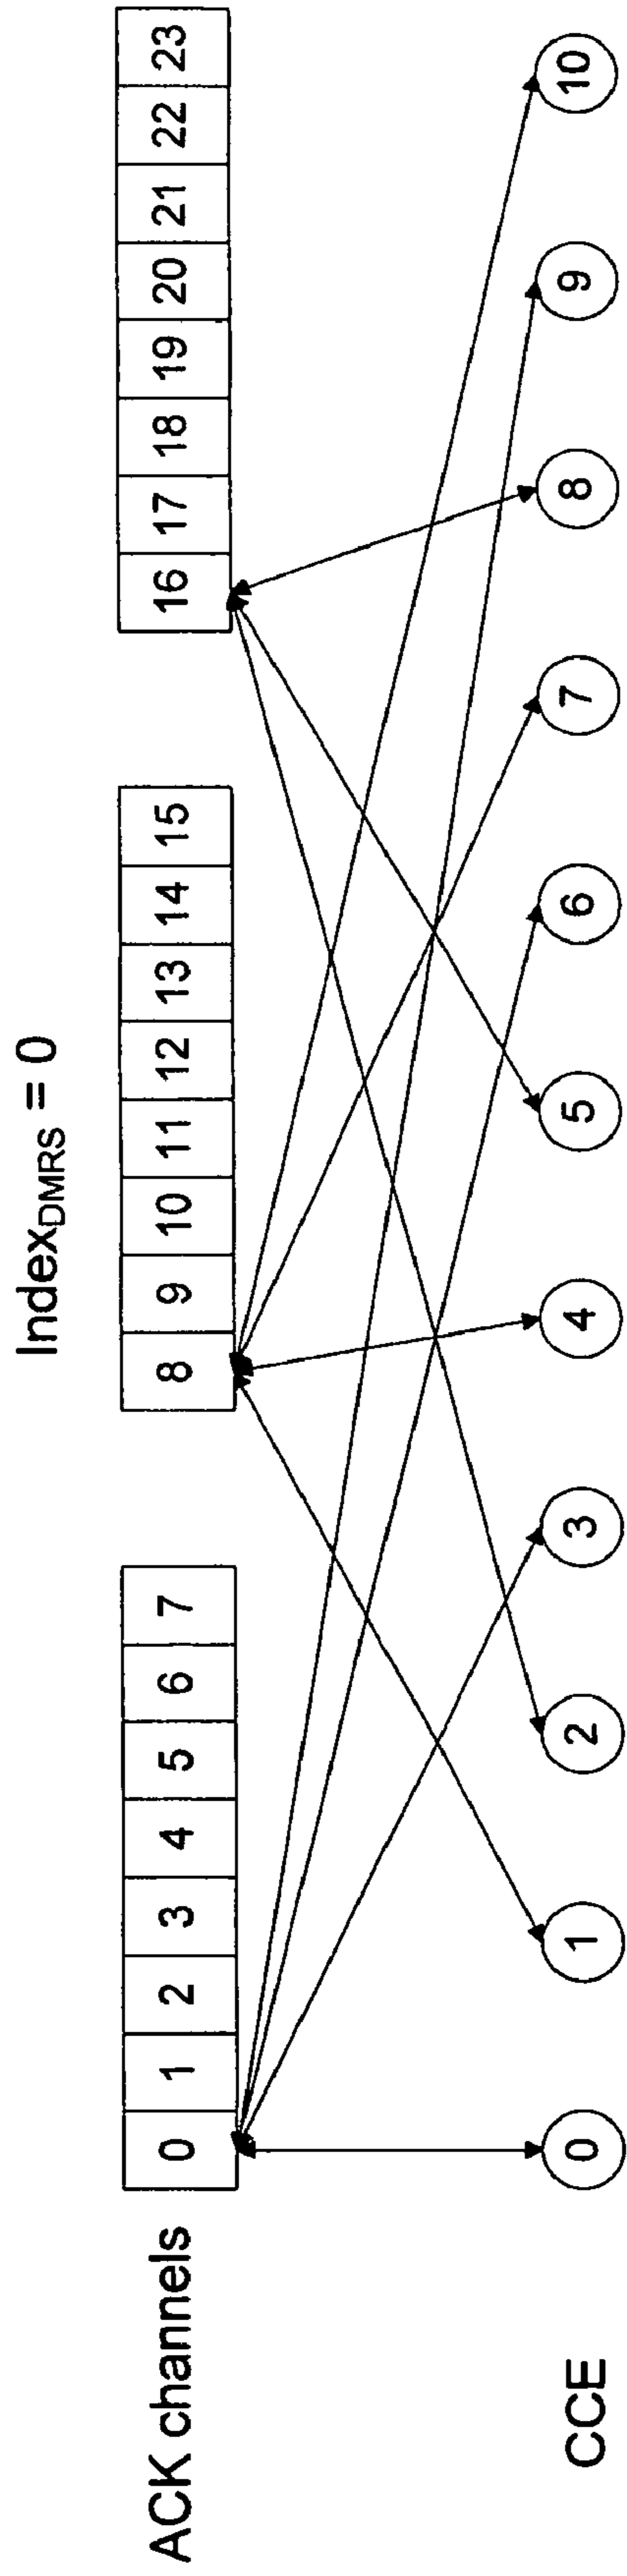 Index_DMRS = 0
ACK channels 0 1 2 3 4 5 6 7 8 9 10 11 12 13 14 15 16 17 18 19 20 21 22 23
CCE 0 1 2 3 4 5 6 7 8 9 10